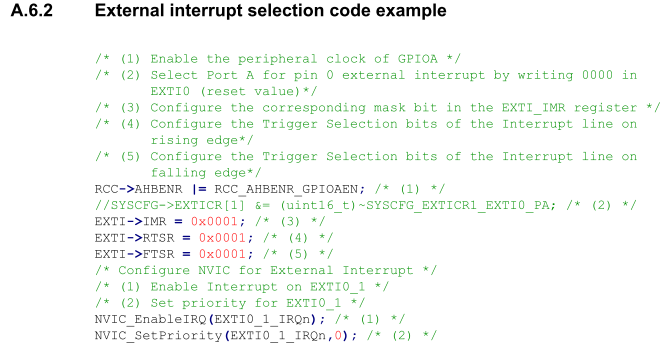 A.6.2 External interrupt selection code example
/* (1) Enable the peripheral clock of GPIOA */
/* (2) Select Port A for pin 0 external interrupt by writing 0000 in
EXTI0 (reset value)*/
/* (3) Configure the corresponding mask bit in the EXTI_IMR register */
/* (4) Configure the Trigger Selection bits of the Interrupt line on
rising edge*/
/* (5) Configure the Trigger Selection bits of the Interrupt line on
falling edge*/
RCC->AHBENR |= RCC_AHBENR_GPIOAEN; /* (1) */
//SYSCFG->EXTICR[1] &= (uint16_t)~SYSCFG_EXTICR1_EXTI0_PA; /* (2) */
EXTI->IMR = 0x0001; /* (3) */
EXTI->RTSR = 0x0001; /* (4) */
EXTI->FTSR = 0x0001; /* (5) */
/* Configure NVIC for External Interrupt */
/* (1) Enable Interrupt on EXTI0_1 */
/* (2) Set priority for EXTI0_1 */
NVIC_EnableIRQ(EXTI0_1_IRQn); /* (1) */
NVIC_SetPriority(EXTI0_1_IRQn,0); /* (2) */